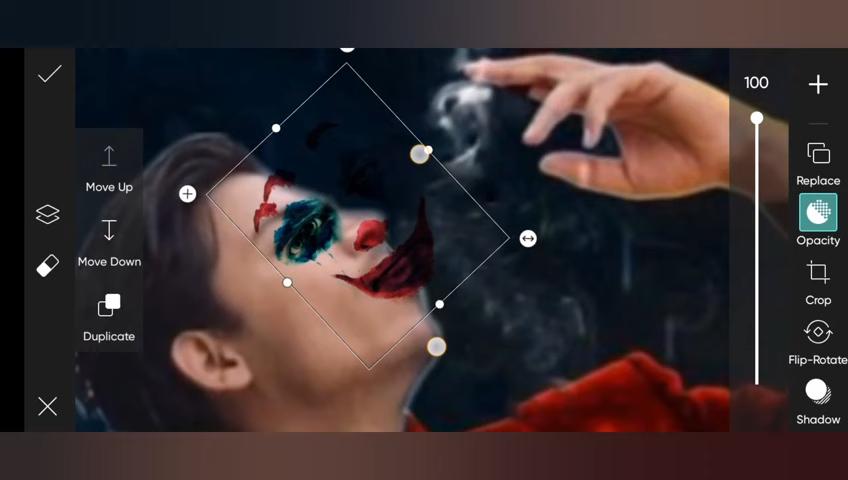 Move Up
Move Down
Duplicate
100
Replace
Opacity
Crop
Flip-Rotate
Shadow